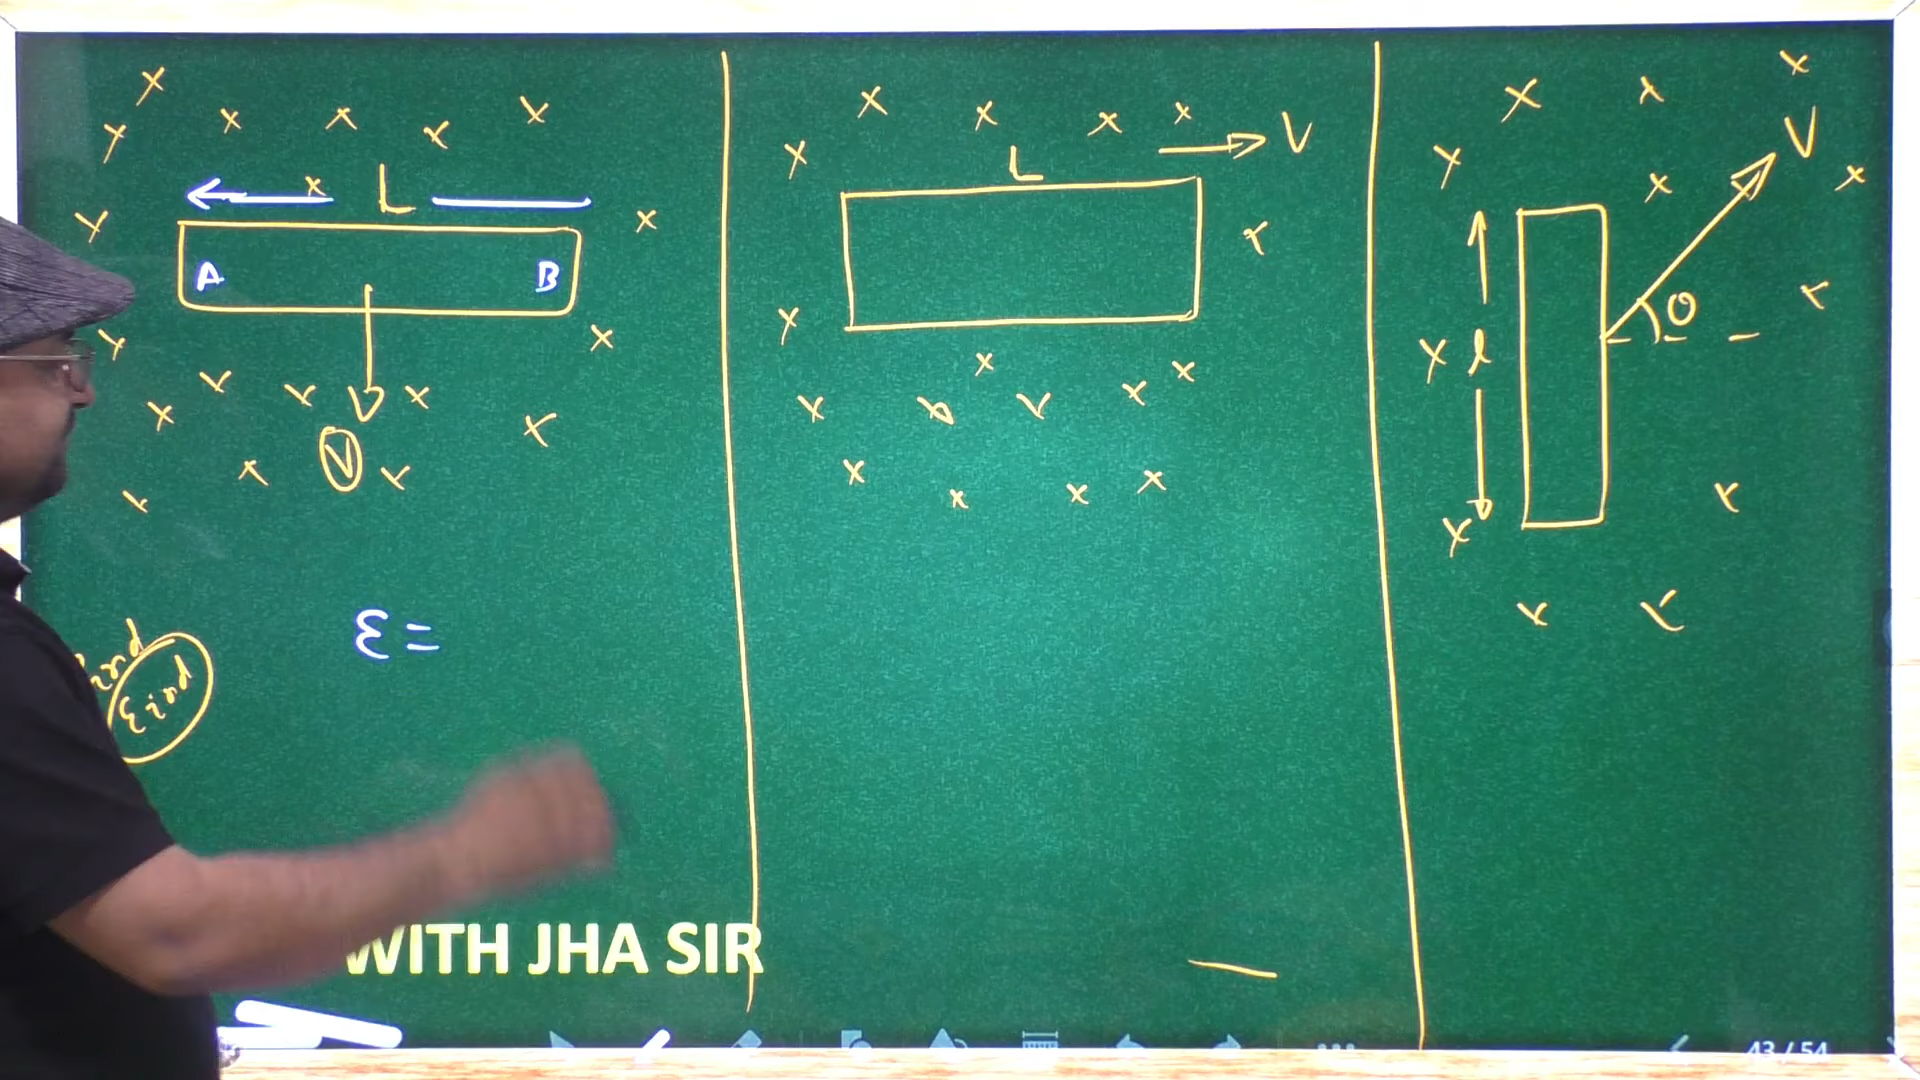 L
A B
V
ε =
ε ind
L
V
V
θ
l
WITH JHA SIR
43 / 54